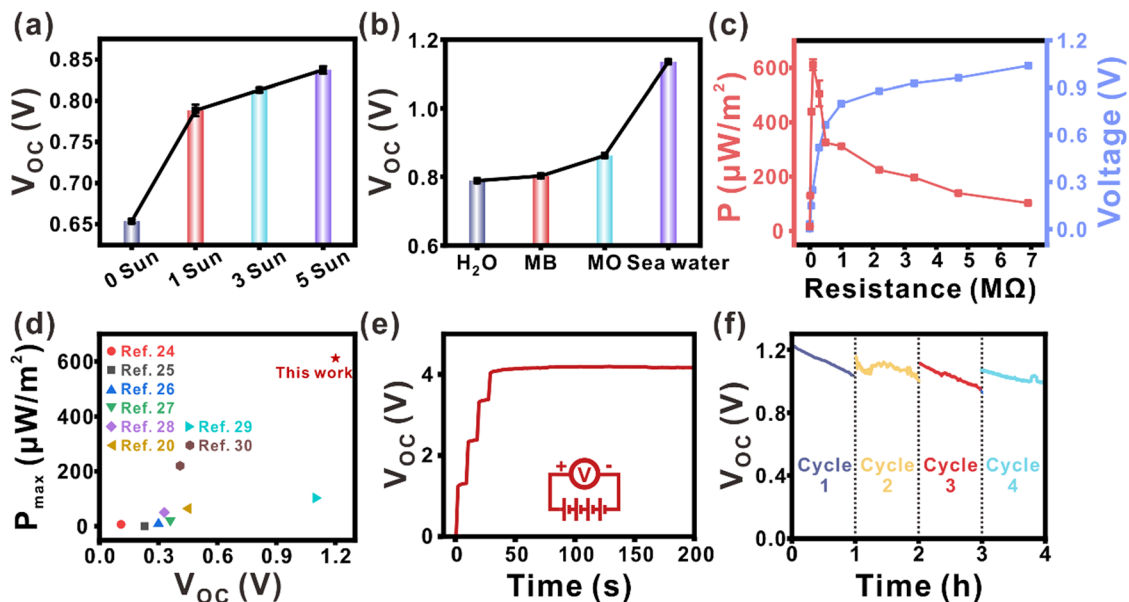 (a)
V_OC (V)
0.85
0.80
0.75
0.70
0.65
0 Sun
1 Sun
3 Sun
5 Sun
(b)
V_OC (V)
1.2
1.0
0.8
0.6
H₂O
MB
MO
Sea water
(c)
P (μW/m²)
600
400
200
0
Voltage (V)
1.2
0.9
0.6
0.3
0.0
0 1 2 3 4 5 6 7
Resistance (MΩ)
(d)
P_max (μW/m²)
600
400
200
0
Ref. 24
Ref. 25
Ref. 26
Ref. 27
Ref. 28
Ref. 29
Ref. 20
Ref. 30
This work
0.0 0.3 0.6 0.9 1.2
V_OC (V)
(e)
V_OC (V)
6
4
2
0
+ V -
0 50 100 150 200
Time (s)
(f)
V_OC (V)
1.2
0.8
0.4
0.0
Cycle
1
Cycle
2
Cycle
3
Cycle
4
0 1 2 3 4
Time (h)